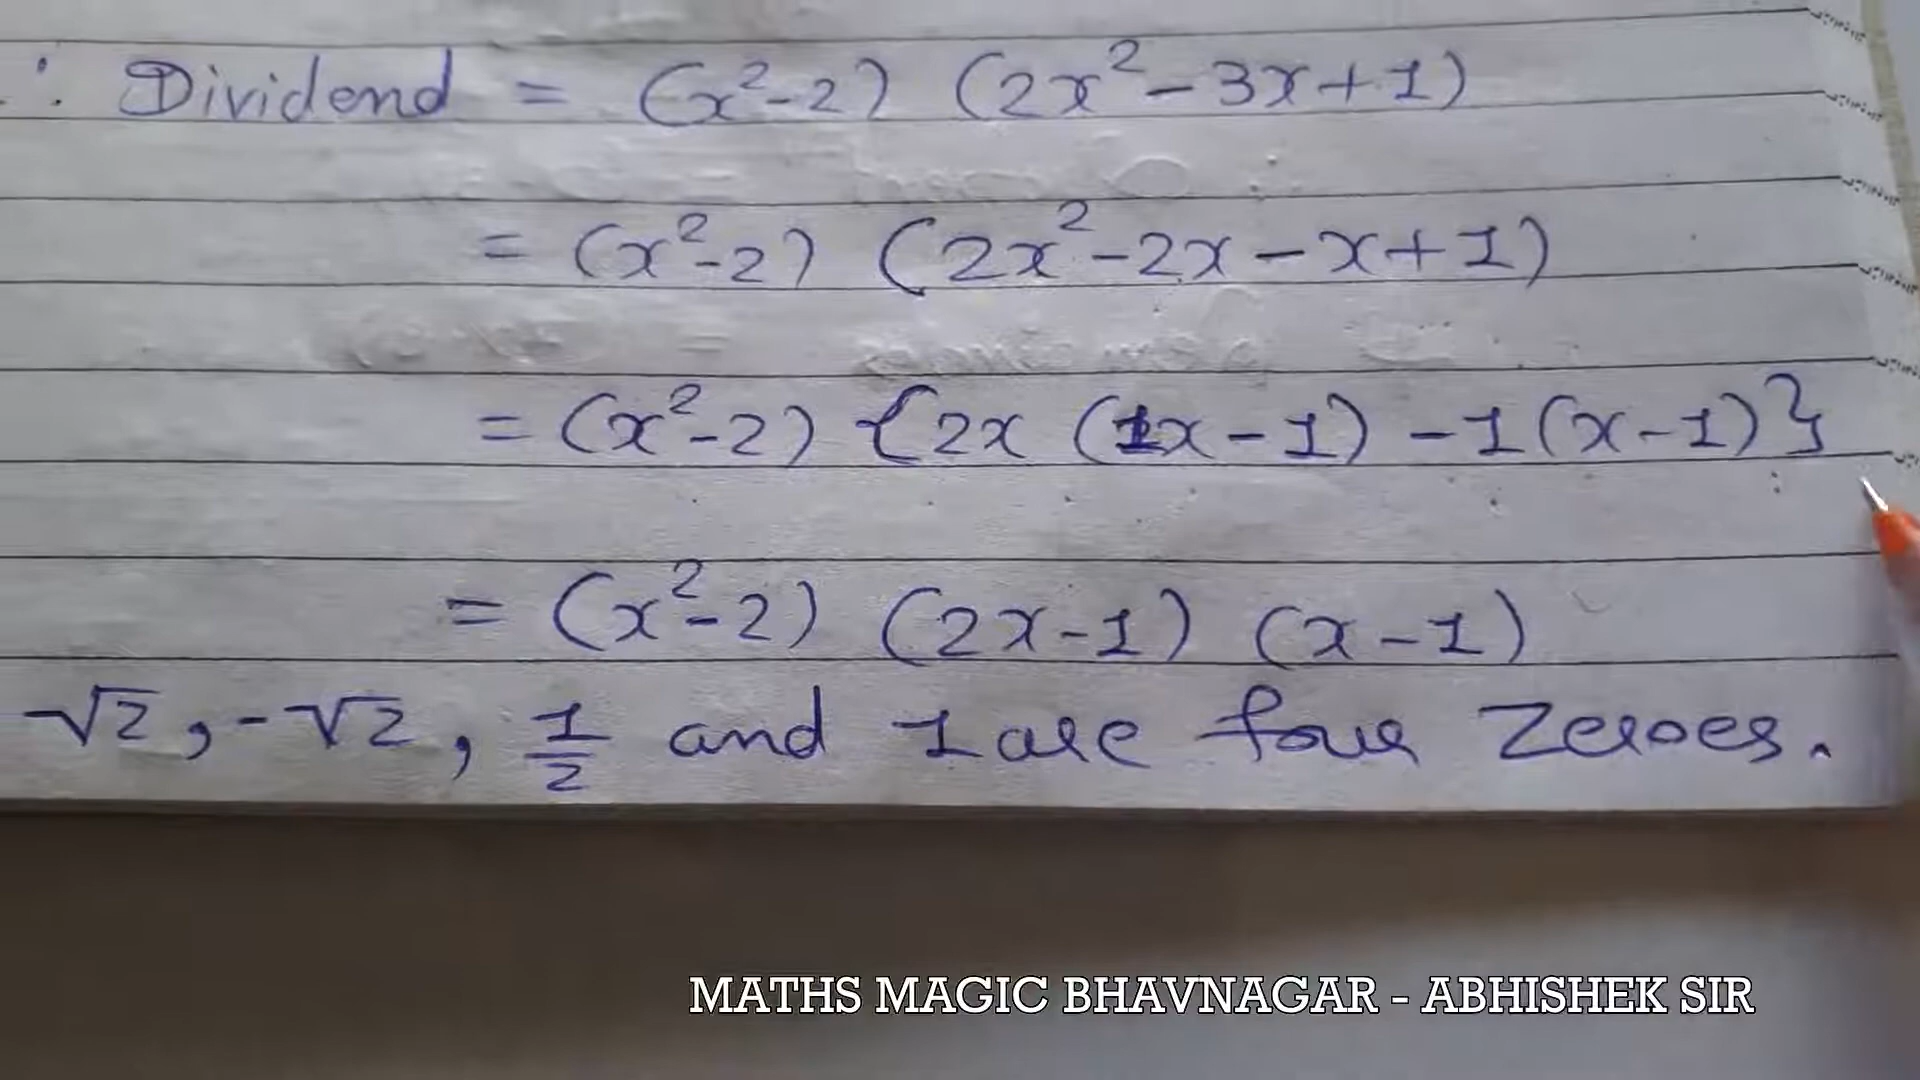 ∴ Dividend = (x²-2) (2x²-3x+1)
= (x²-2) (2x²-2x-x+1)
= (x²-2) {2x (1x-1) -1(x-1)}
= (x²-2) (2x-1) (x-1)
√2, -√2, 1/2 and 1 are four Zeroes.
MATHS MAGIC BHAVNAGAR - ABHISHEK SIR